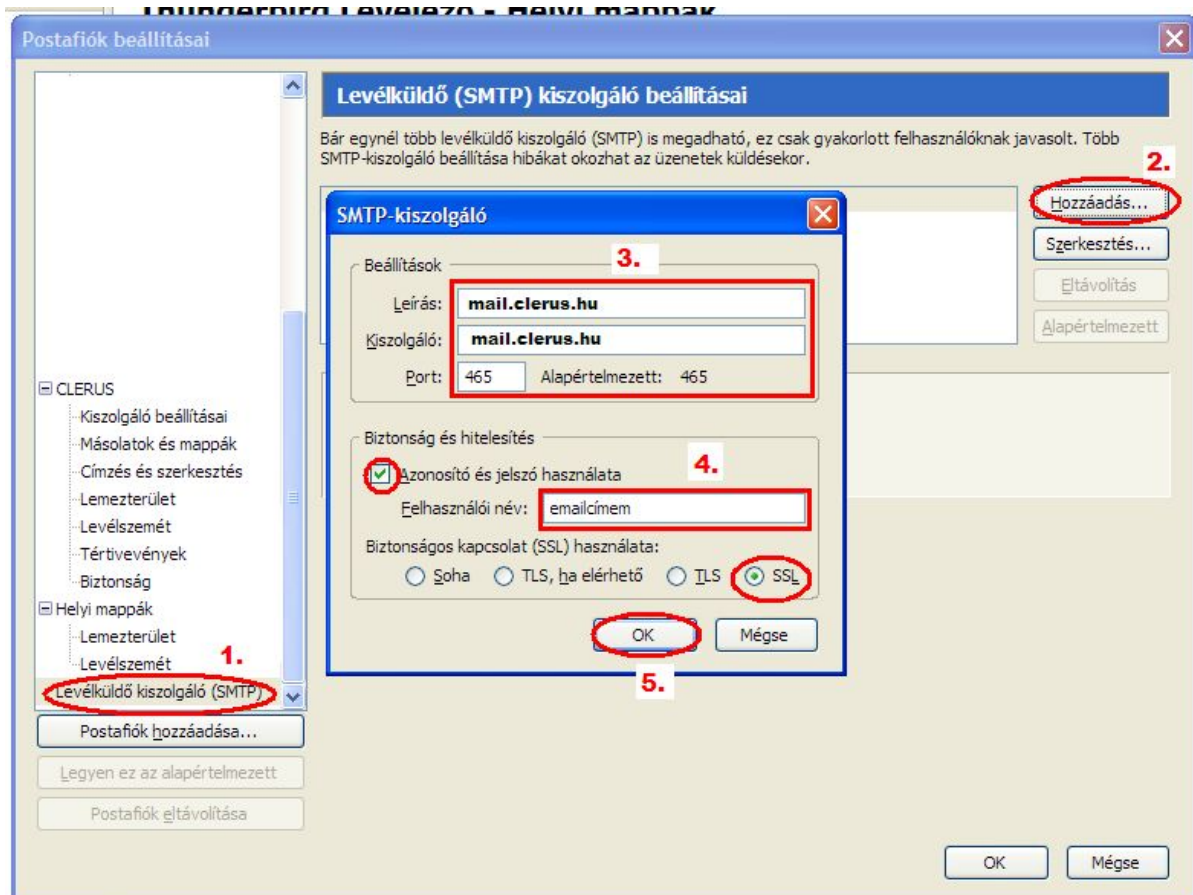 Thunderbird Levelező - Helyi mappák
Postafiók beállításai
Levélküldő (SMTP) kiszolgáló beállításai
Bár egynél több levélküldő kiszolgáló (SMTP) is megadható, ez csak gyakorlott felhasználóknak javasolt. Több
SMTP-kiszolgáló beállítása hibákat okozhat az üzenetek küldésekor.
2.
Hozzáadás...
Szerkesztés...
Eltávolítás
Alapértelmezett
SMTP-kiszolgáló
Beállítások
3.
Leírás: mail.clerus.hu
Kiszolgáló: mail.clerus.hu
Port: 465 Alapértelmezett: 465
Biztonság és hitelesítés
4.
Azonosító és jelszó használata
Felhasználói név: emailcímem
Biztonságos kapcsolat (SSL) használata:
Soha TLS, ha elérhető TLS SSL
OK Mégse
5.
CLERUS
Kiszolgáló beállításai
Másolatok és mappák
Címzés és szerkesztés
Lemezterület
Levélszemét
Tértivevények
Biztonság
Helyi mappák
Lemezterület
Levélszemét
1.
Levélküldő kiszolgáló (SMTP)
Postafiók hozzáadása...
Legyen ez az alapértelmezett
Postafiók eltávolítása
OK Mégse